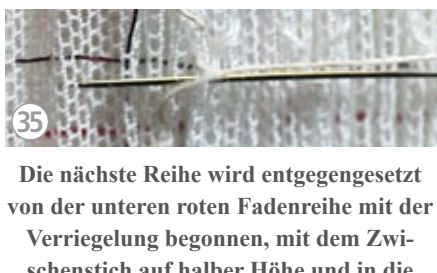 35
Die nächste Reihe wird entgegengesetzt
von der unteren roten Fadenreihe mit der
Verriegelung begonnen, mit dem Zwi-
schenstich auf halber Höhe und in die